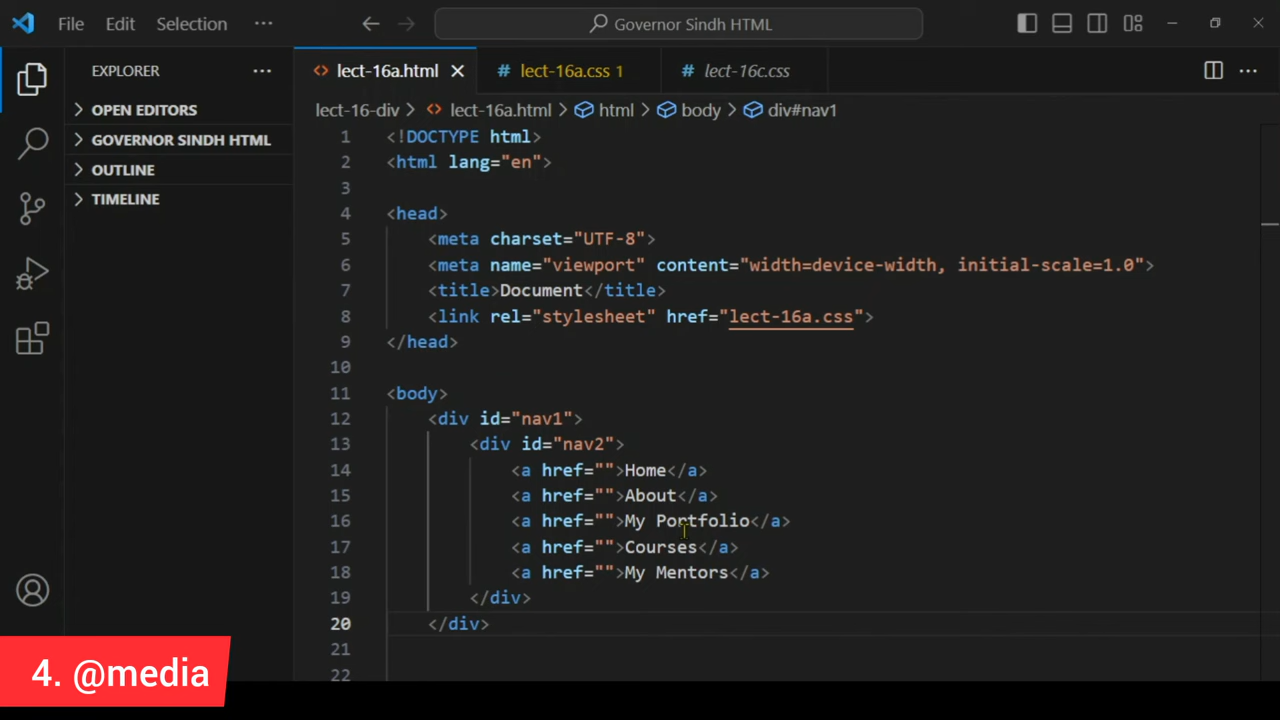 File Edit Selection ··· Governor Sindh HTML
EXPLORER ··· lect-16a.html # lect-16a.css 1 # lect-16c.css ···
OPEN EDITORS
GOVERNOR SINDH HTML
OUTLINE
TIMELINE
lect-16-div > lect-16a.html > html > body > div#nav1
1 <!DOCTYPE html>
2 <html lang="en">
3
4 <head>
5 <meta charset="UTF-8">
6 <meta name="viewport" content="width=device-width, initial-scale=1.0">
7 <title>Document</title>
8 <link rel="stylesheet" href="lect-16a.css">
9 </head>
10
11 <body>
12 <div id="nav1">
13 <div id="nav2">
14 <a href="">Home</a>
15 <a href="">About</a>
16 <a href="">My Portfolio</a>
17 <a href="">Courses</a>
18 <a href="">My Mentors</a>
19 </div>
20 </div>
21
22
4. @media